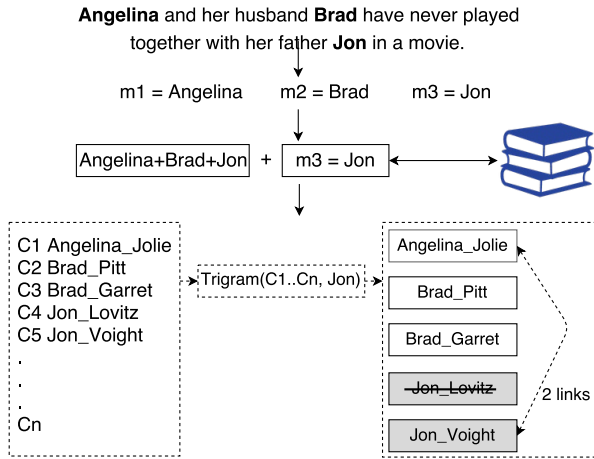 Angelina and her husband Brad have never played
together with her father Jon in a movie.
m1 = Angelina m2 = Brad m3 = Jon
Angelina+Brad+Jon + m3 = Jon
C1 Angelina_Jolie
C2 Brad_Pitt
C3 Brad_Garret
C4 Jon_Lovitz
C5 Jon_Voight
.
.
.
Cn
Trigram(C1..Cn, Jon)
Angelina_Jolie
Brad_Pitt
Brad_Garret
Jon_Lovitz
Jon_Voight
2 links